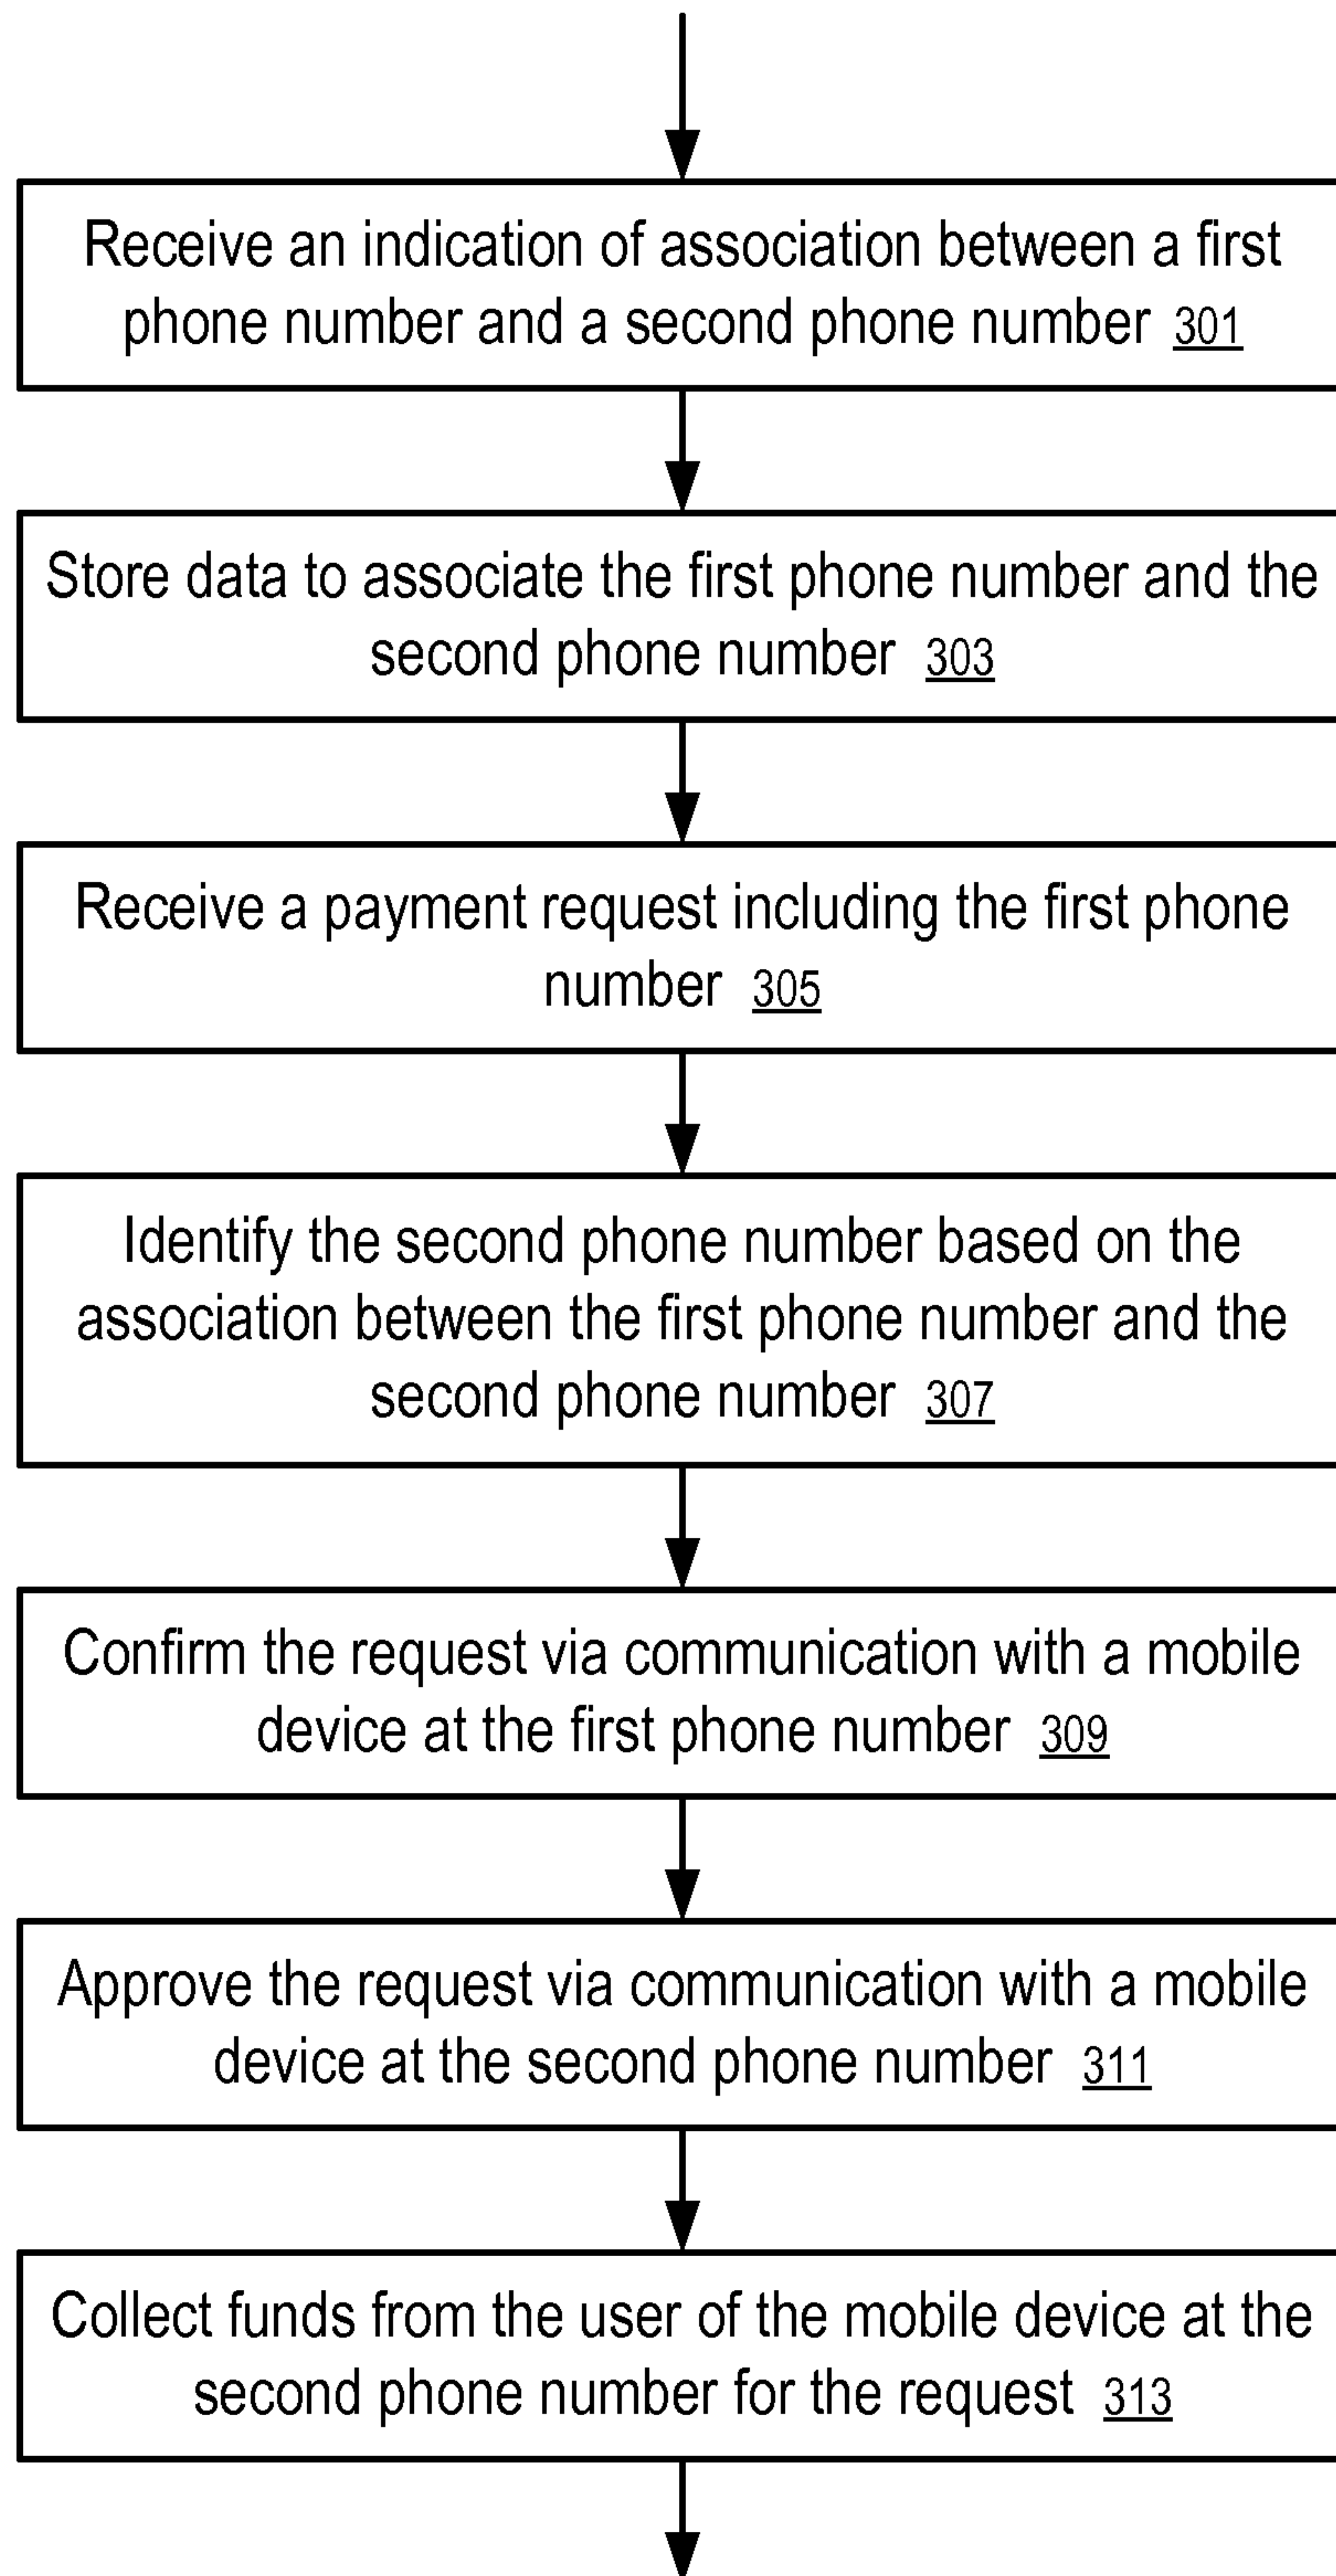 Receive an indication of association between a first
phone number and a second phone number 301
Store data to associate the first phone number and the
second phone number 303
Receive a payment request including the first phone
number 305
Identify the second phone number based on the
association between the first phone number and the
second phone number 307
Confirm the request via communication with a mobile
device at the first phone number 309
Approve the request via communication with a mobile
device at the second phone number 311
Collect funds from the user of the mobile device at the
second phone number for the request 313